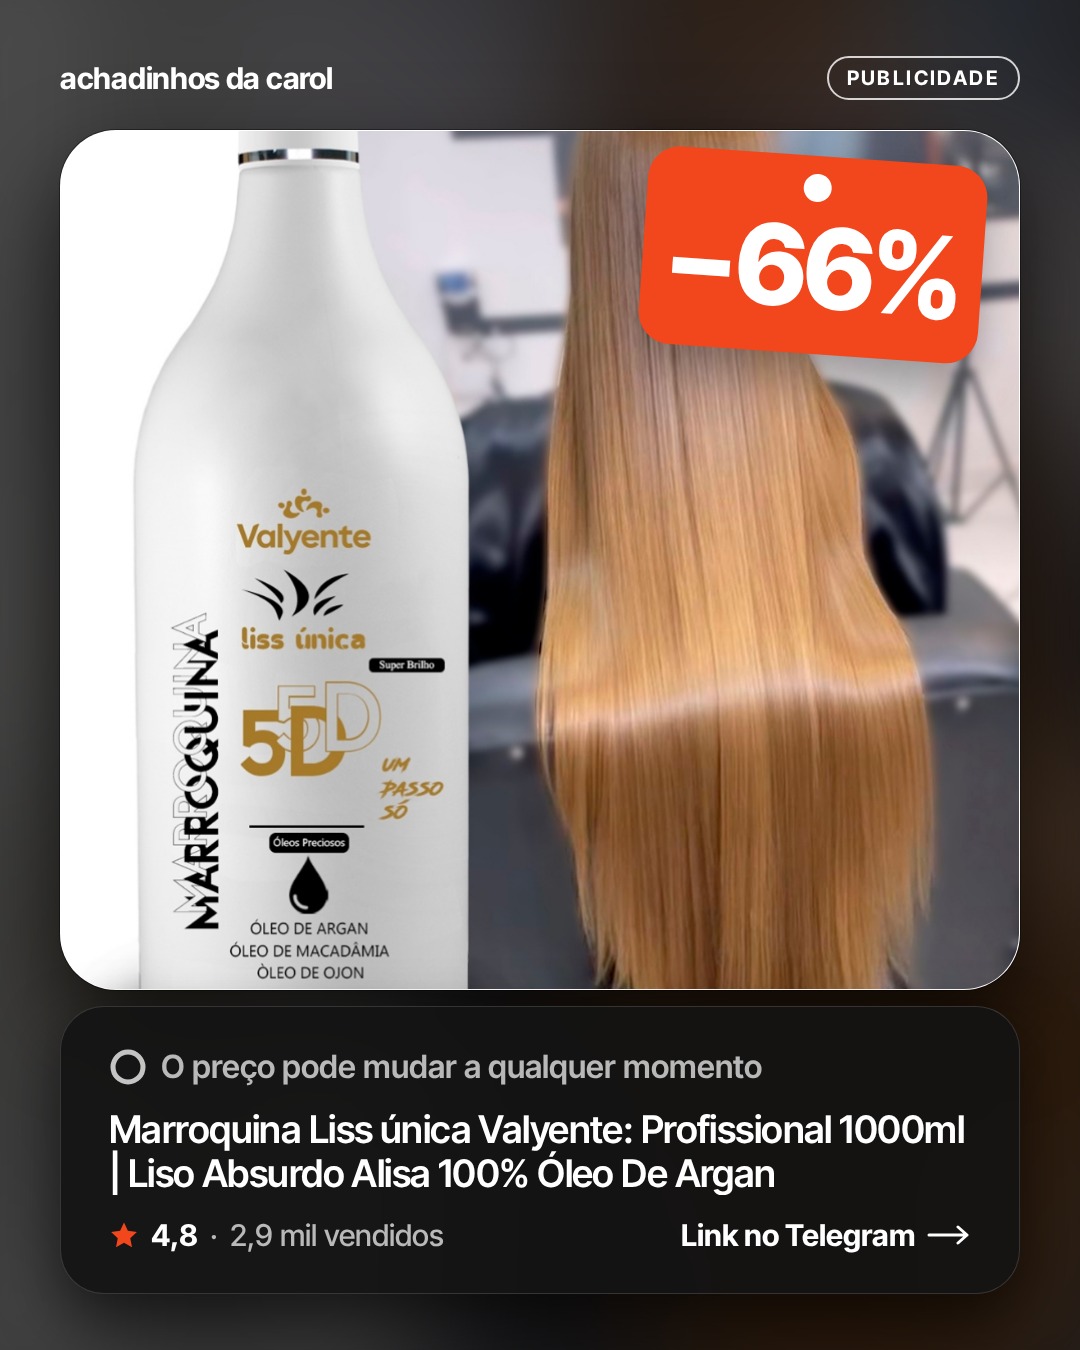 achadinhos da carol
PUBLICIDADE
−66%
Valyente
liss única
Super Brilho
5D
5D
UM
PASSO
SÓ
MARROQUINA
MARROQUINA
Óleos Preciosos
ÓLEO DE ARGAN
ÓLEO DE MACADÂMIA
ÒLEO DE OJON
O preço pode mudar a qualquer momento
Marroquina Liss única Valyente: Profissional 1000ml
| Liso Absurdo Alisa 100% Óleo De Argan
4,8 · 2,9 mil vendidos
Link no Telegram →